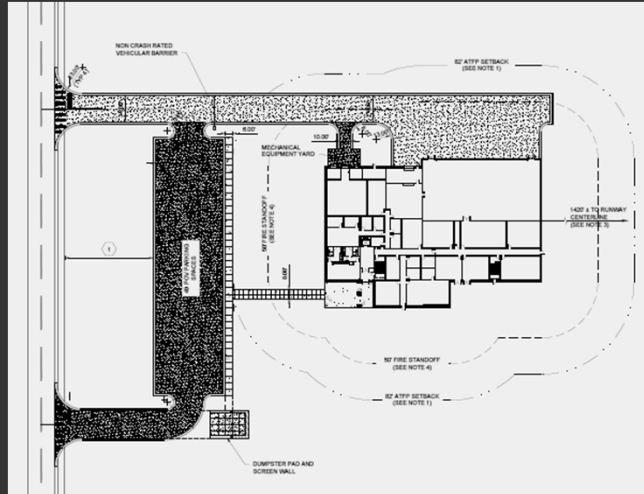 NON CRASH RATED
VEHICULAR BARRIER
82' ATFP SETBACK
(SEE NOTE 1)
6.00'
10.00'
MECHANICAL
EQUIPMENT YARD
50' FIRE STANDOFF
(SEE NOTE 4)
1420' ± TO RUNWAY
CENTERLINE
(SEE NOTE 3)
1
49 POV PARKING
SPACES
50' FIRE STANDOFF
(SEE NOTE 4)
82' ATFP SETBACK
(SEE NOTE 1)
DUMPSTER PAD AND
SCREEN WALL